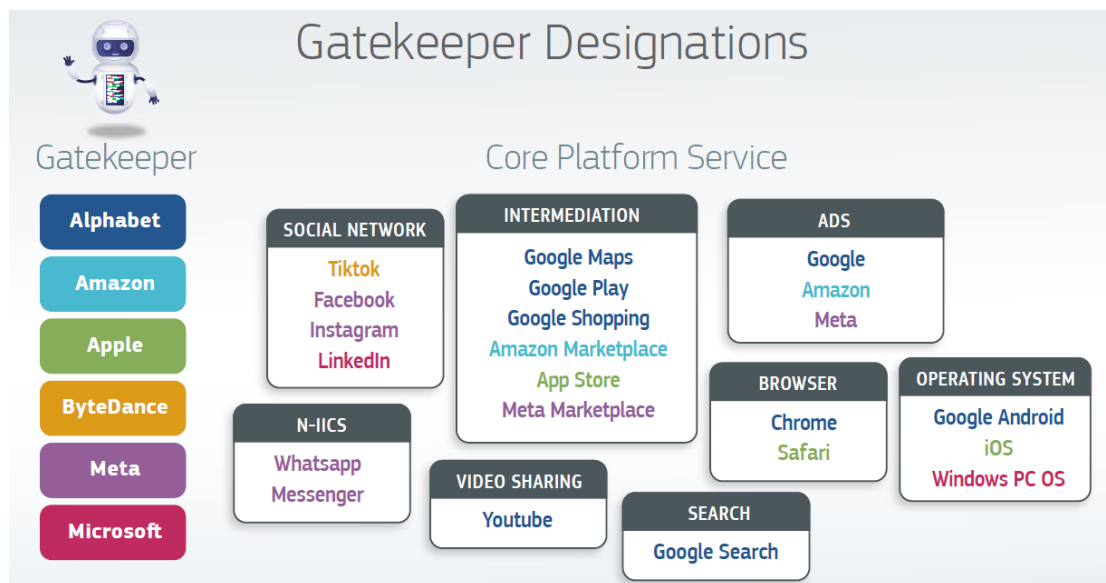 Gatekeeper Designations
Gatekeeper
Core Platform Service
Alphabet
Amazon
Apple
ByteDance
Meta
Microsoft
SOCIAL NETWORK
Tiktok
Facebook
Instagram
LinkedIn
INTERMEDIATION
Google Maps
Google Play
Google Shopping
Amazon Marketplace
App Store
Meta Marketplace
ADS
Google
Amazon
Meta
N-IICS
Whatsapp
Messenger
VIDEO SHARING
Youtube
BROWSER
Chrome
Safari
OPERATING SYSTEM
Google Android
iOS
Windows PC OS
SEARCH
Google Search